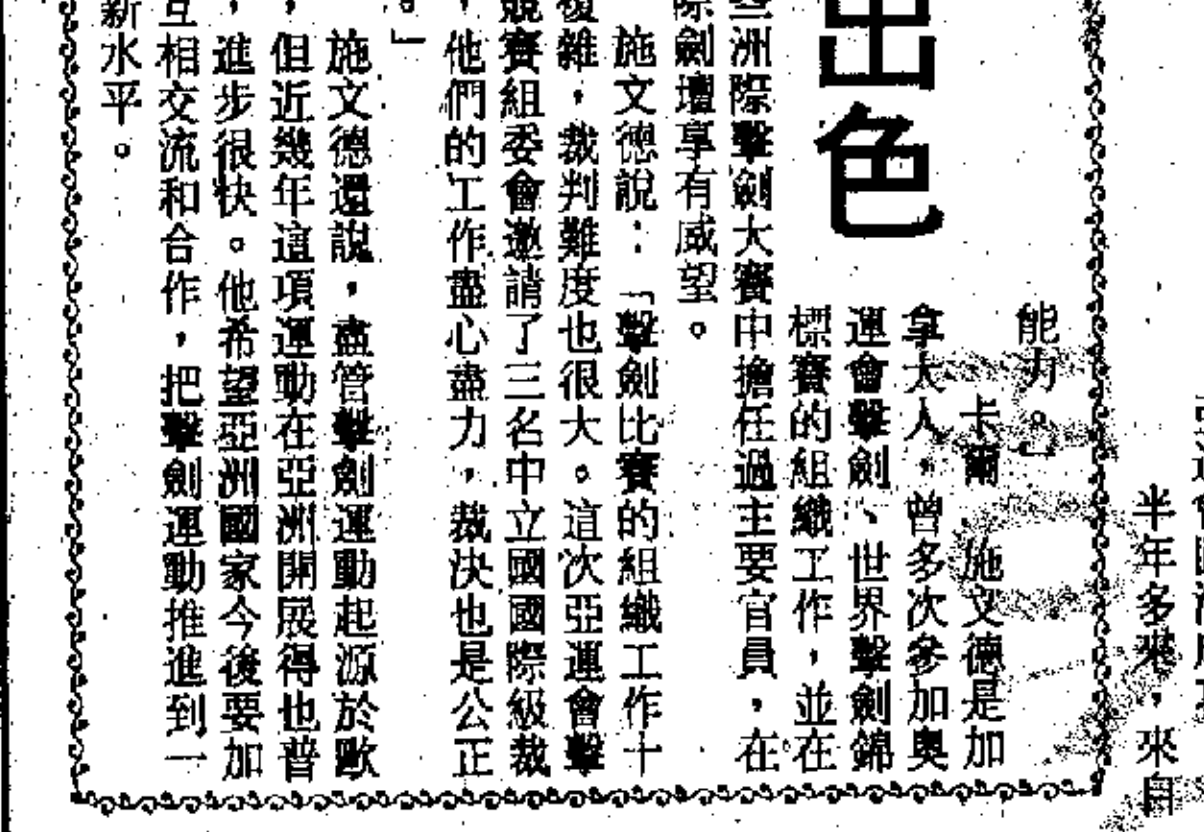 半年多來，來自
出色
能力。」
卡爾 施文德是加
拿大人，曾多次參加奧
運會擊劍、世界擊劍錦
標賽的組織工作，並在
洲際擊劍大賽中擔任過主要官員，在
劍壇享有威望。
施文德說：「擊劍比賽的組織工作十
複雜，裁判難度也很大。這次亞運會擊
競賽組委會邀請了三名中立國國際級裁
，他們的工作盡心盡力，裁決也是公正
。」
施文德還說，盡管擊劍運動起源於歐
，但近幾年這項運動在亞洲開展得也普
，進步很快。他希望亞洲國家今後要加
互相交流和合作，把擊劍運動推進到一
新水平。